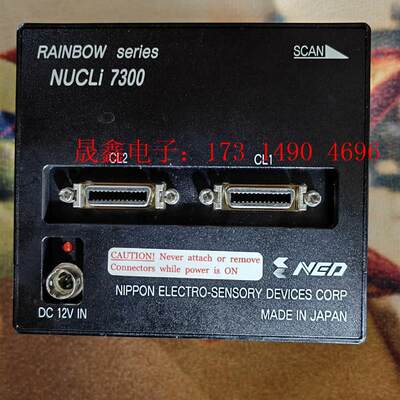 RAINBOW series
NUCLi 7300
SCAN
晟鑫电子：173 1490 4696
CL2
CL1
CAUTION! Never attach or remove
Connectors while power is ON
NED
NIPPON ELECTRO-SENSORY DEVICES CORP
DC 12V IN
MADE IN JAPAN